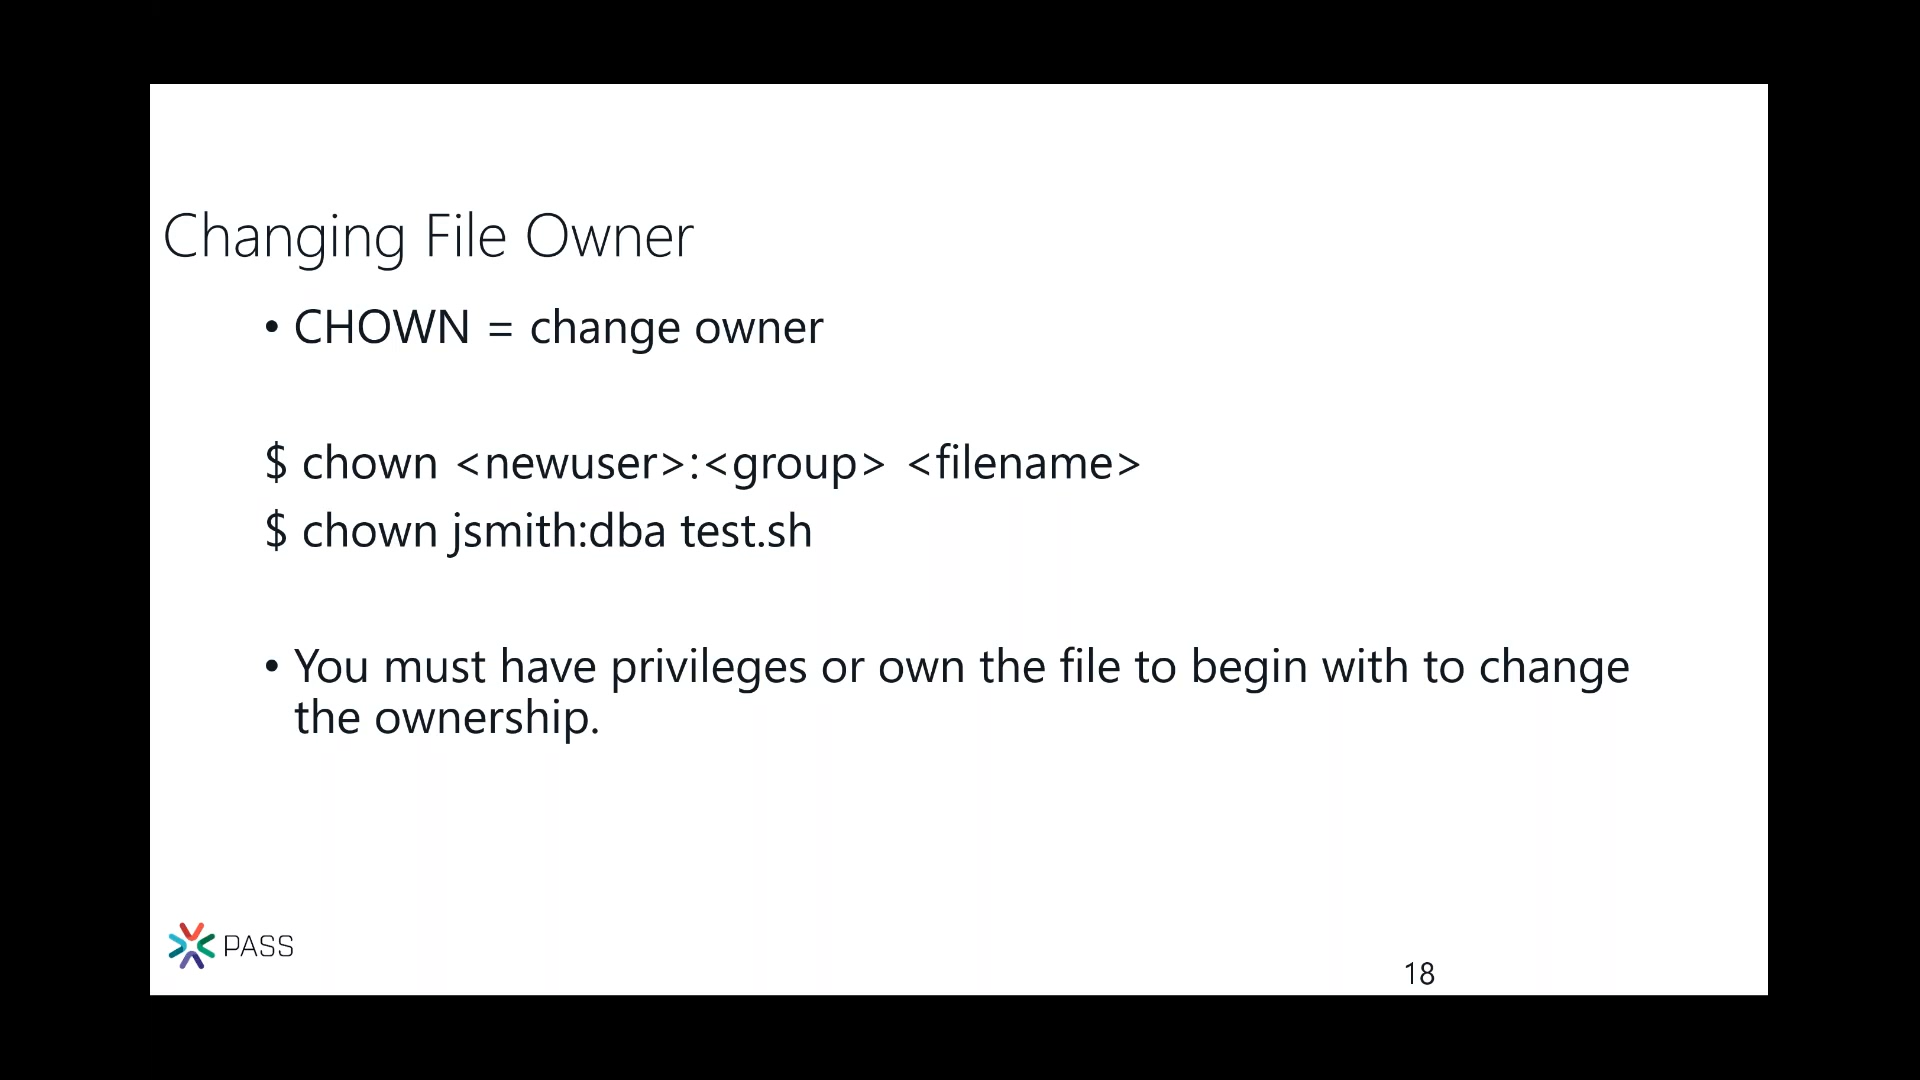 Changing File Owner
• CHOWN = change owner
$ chown <newuser>:<group> <filename>
$ chown jsmith:dba test.sh
• You must have privileges or own the file to begin with to change
the ownership.
PASS
18